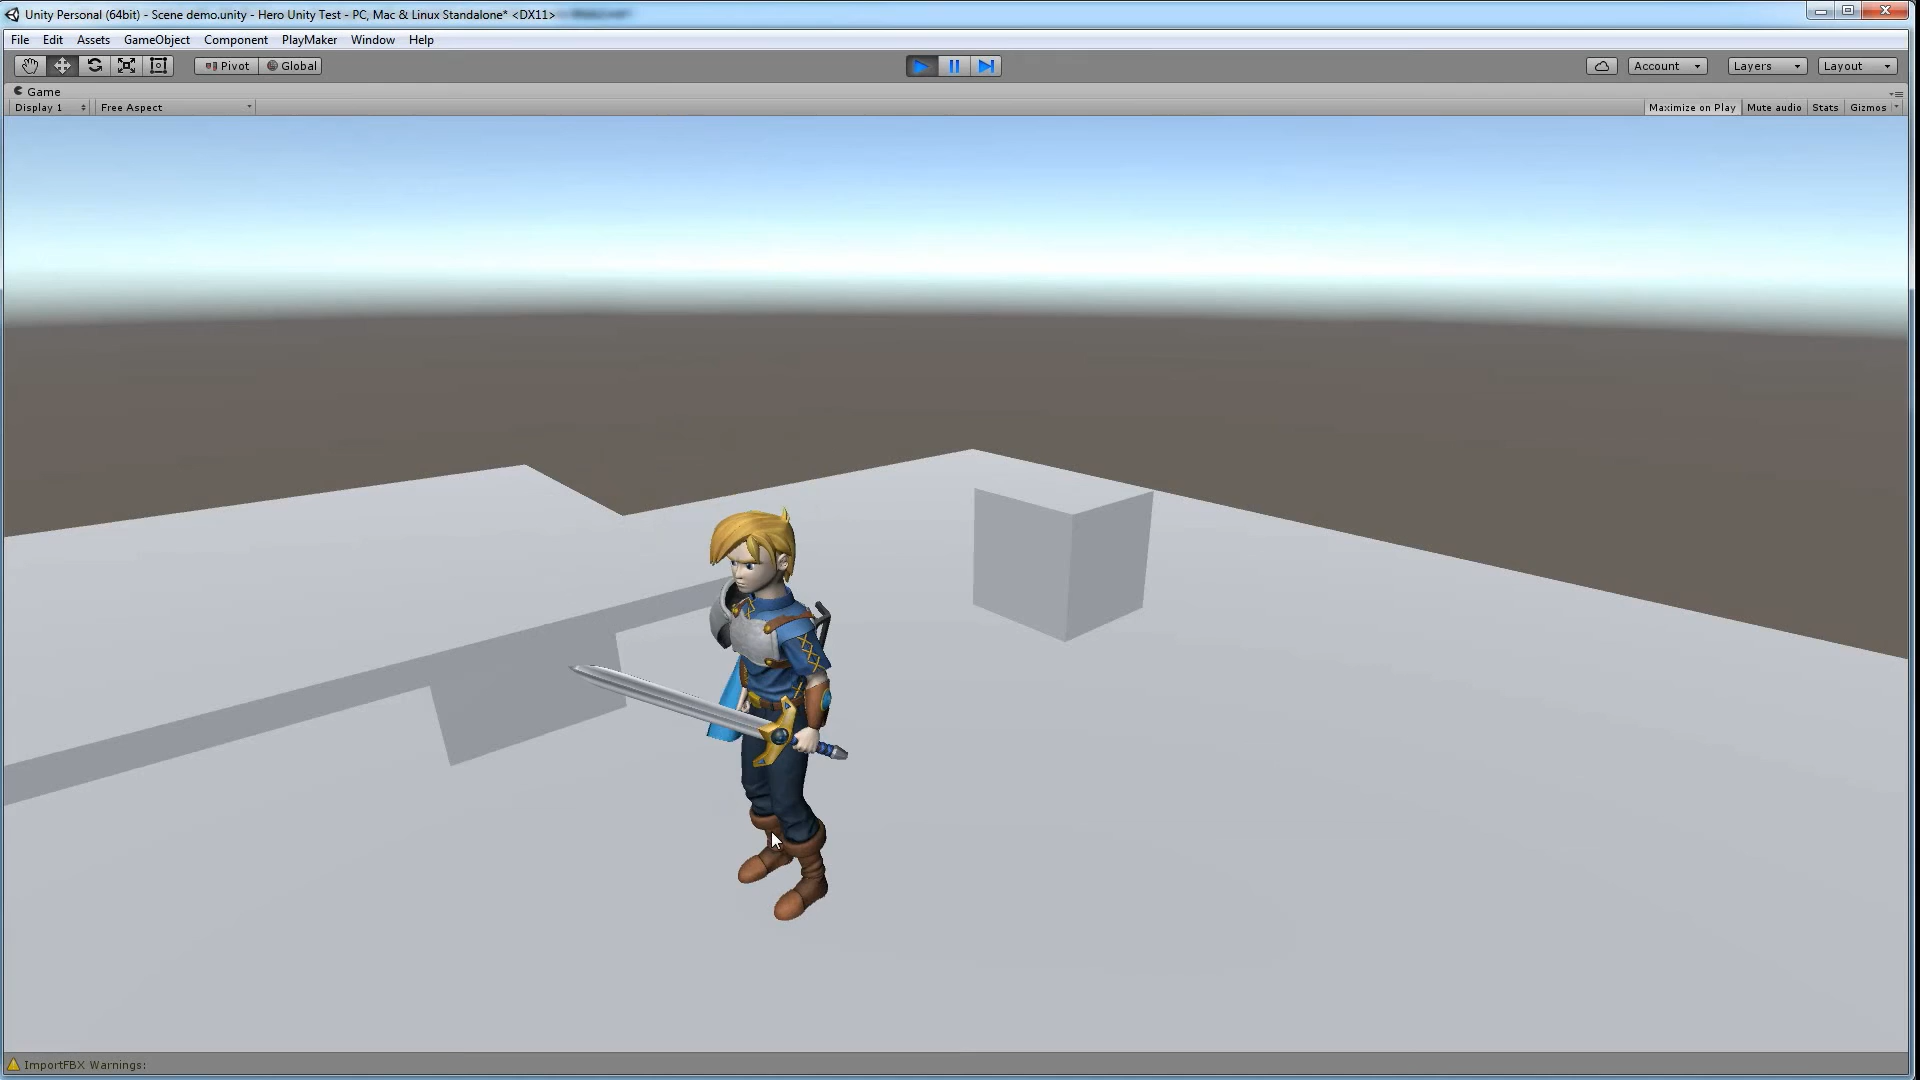 Unity Personal (64bit) - Scene demo.unity - Hero Unity Test - PC, Mac & Linux Standalone* <DX11>
File Edit Assets GameObject Component PlayMaker Window Help
Pivot Global Account Layers Layout
Game
Display 1 Free Aspect Maximize on Play Mute audio Stats Gizmos
ImportFBX Warnings: